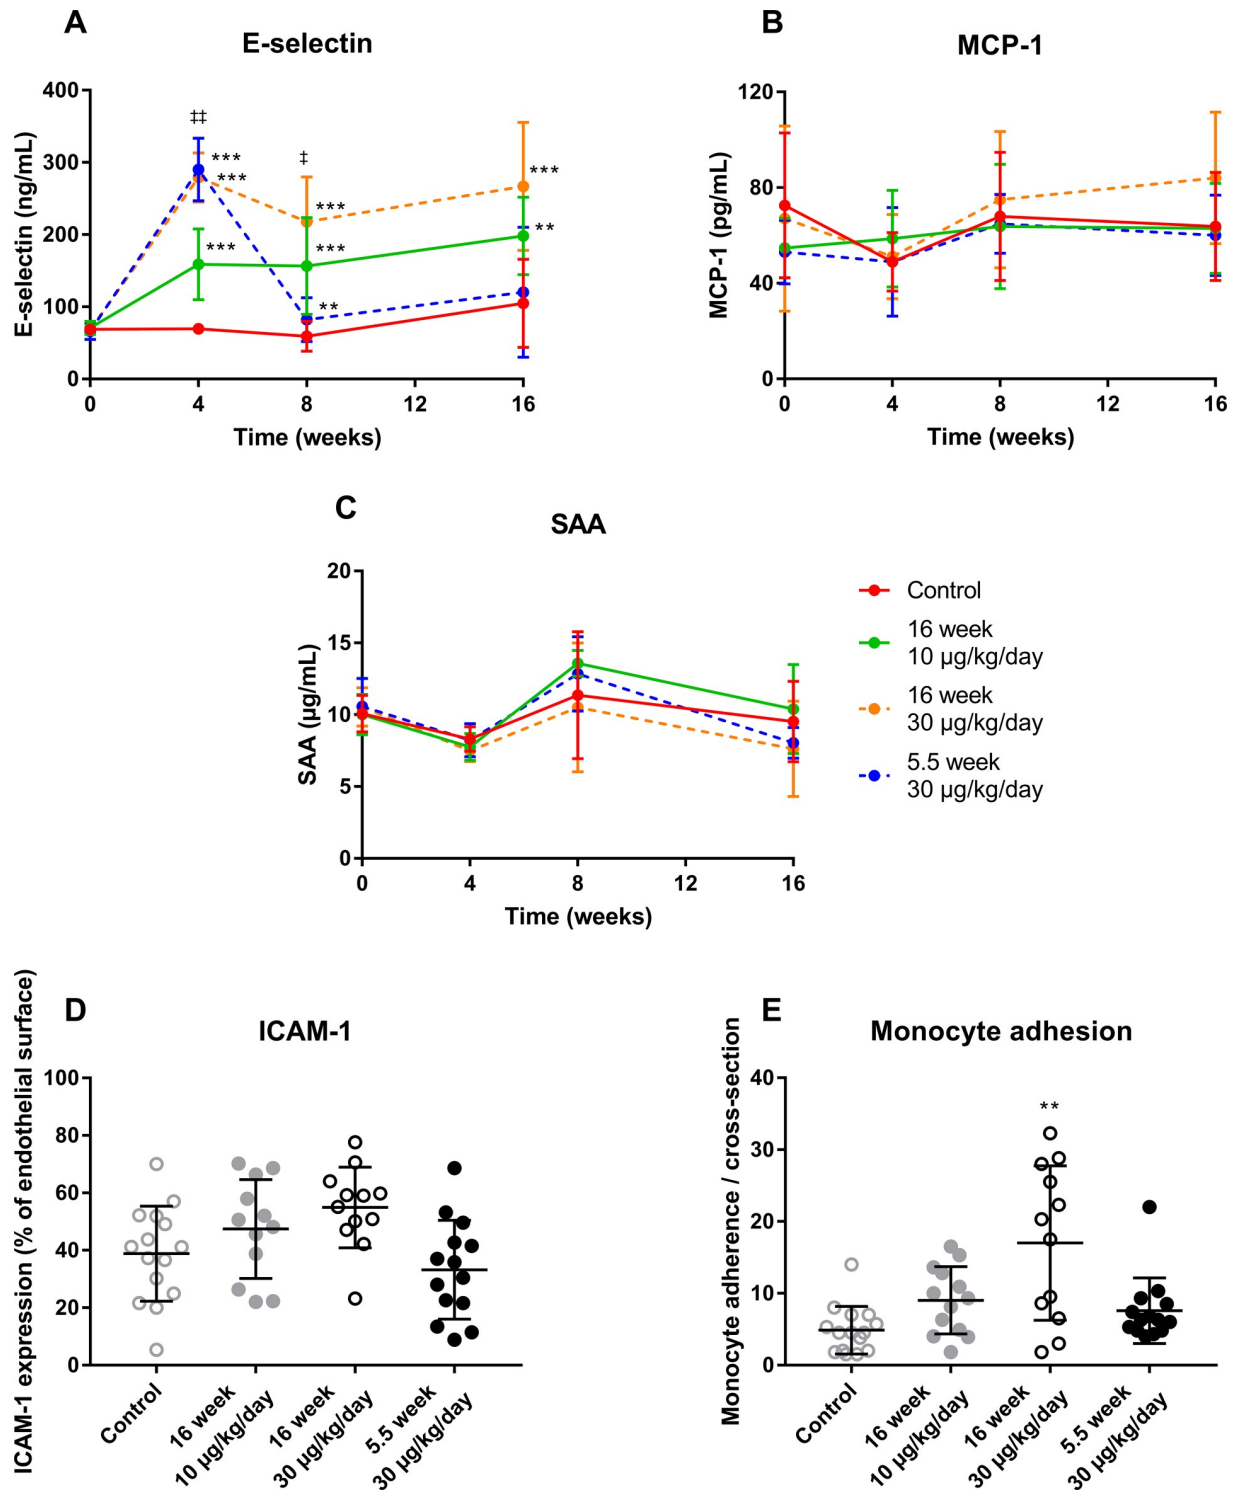 A
E-selectin
E-selectin (ng/mL)
400
300
200
100
0
‡‡
***
***
***
‡
***
***
**
***
**
0
4
8
16
Time (weeks)
B
MCP-1
MCP-1 (pg/mL)
120
80
40
0
0
4
8
12
16
Time (weeks)
C
SAA
SAA (µg/mL)
20
15
10
5
0
0
4
8
12
16
Time (weeks)
Control
16 week
10 µg/kg/day
16 week
30 µg/kg/day
5.5 week
30 µg/kg/day
D
ICAM-1
ICAM-1 expression (% of endothelial surface)
100
80
60
40
20
0
Control
16 week
10 µg/kg/day
16 week
30 µg/kg/day
5.5 week
30 µg/kg/day
E
Monocyte adhesion
Monocyte adherence / cross-section
40
30
20
10
0
**
Control
16 week
10 µg/kg/day
16 week
30 µg/kg/day
5.5 week
30 µg/kg/day